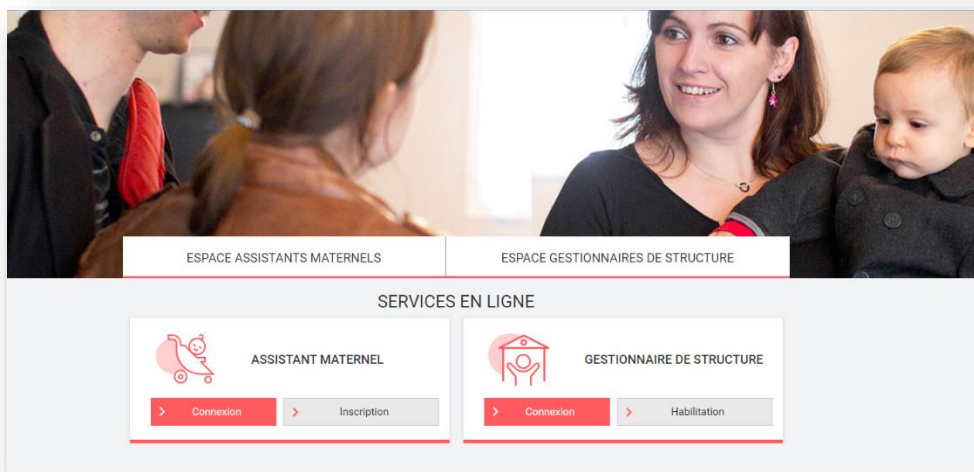 ESPACE ASSISTANTS MATERNELS
ESPACE GESTIONNAIRES DE STRUCTURE
SERVICES EN LIGNE
ASSISTANT MATERNEL
Connexion
Inscription
GESTIONNAIRE DE STRUCTURE
Connexion
Habilitation